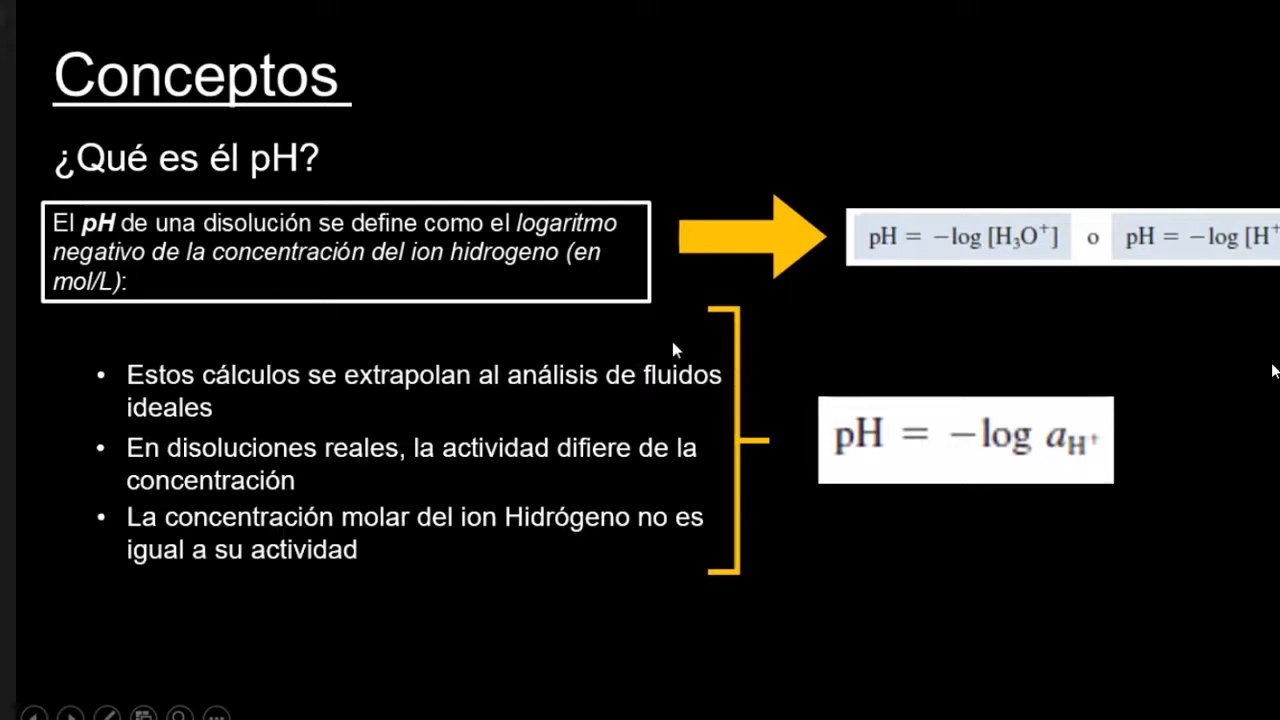 Conceptos
¿Qué es él pH?
El pH de una disolución se define como el logaritmo
negativo de la concentración del ion hidrogeno (en
mol/L):
pH = −log [H₃O⁺] o pH = −log [H⁺
Estos cálculos se extrapolan al análisis de fluidos
ideales
En disoluciones reales, la actividad difiere de la
concentración
La concentración molar del ion Hidrógeno no es
igual a su actividad
pH = −log a_H⁺